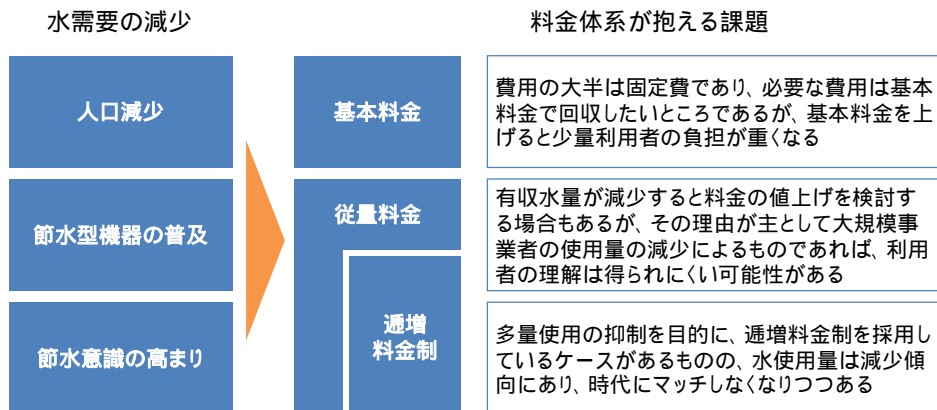 水需要の減少
料金体系が抱える課題
人口減少
節水型機器の普及
節水意識の高まり
基本料金
従量料金
逓増
料金制
費用の大半は固定費であり、必要な費用は基本
料金で回収したいところであるが、基本料金を上
げると少量利用者の負担が重くなる
有収水量が減少すると料金の値上げを検討す
る場合もあるが、その理由が主として大規模事
業者の使用量の減少によるものであれば、利用
者の理解は得られにくい可能性がある
多量使用の抑制を目的に、逓増料金制を採用し
ているケースがあるものの、水使用量は減少傾
向にあり、時代にマッチしなくなりつつある